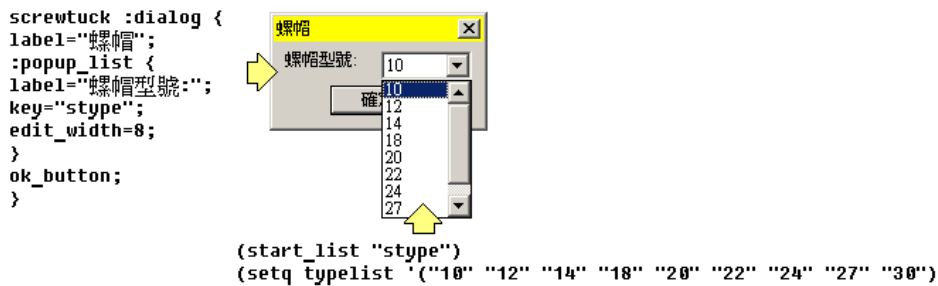 screwtuck :dialog {
label="螺帽";
:popup_list {
label="螺帽型號:";
key="stype";
edit_width=8;
}
ok_button;
}
螺帽
螺帽型號:
10
確
10
12
14
18
20
22
24
27
(start_list "stype")
(setq typelist '("10" "12" "14" "18" "20" "22" "24" "27" "30")